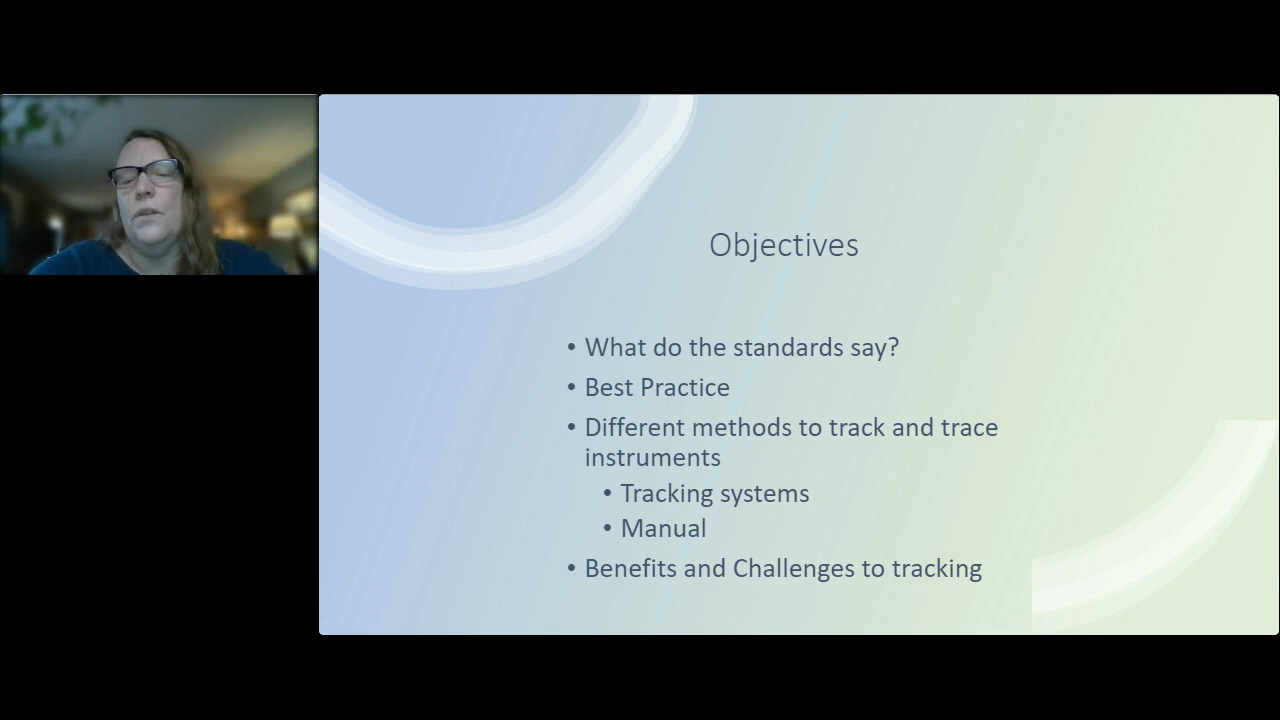 Objectives
• What do the standards say?
• Best Practice
• Different methods to track and trace
instruments
• Tracking systems
• Manual
• Benefits and Challenges to tracking